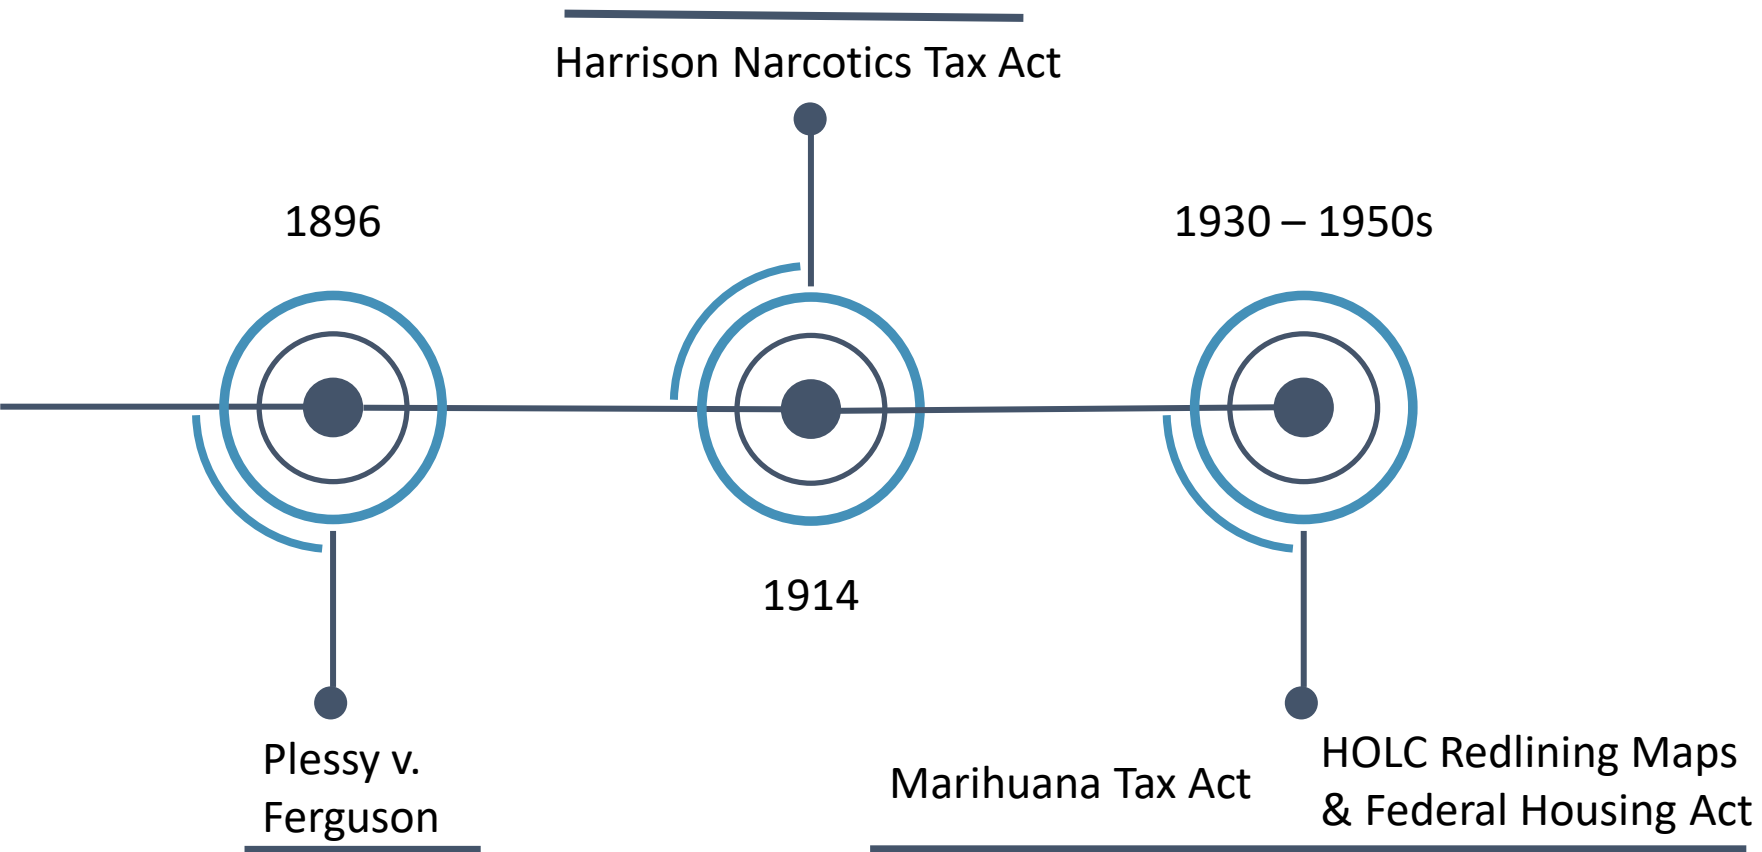 Harrison Narcotics Tax Act
1896
1930 – 1950s
1914
Plessy v.
Ferguson
Marihuana Tax Act
HOLC Redlining Maps
& Federal Housing Act